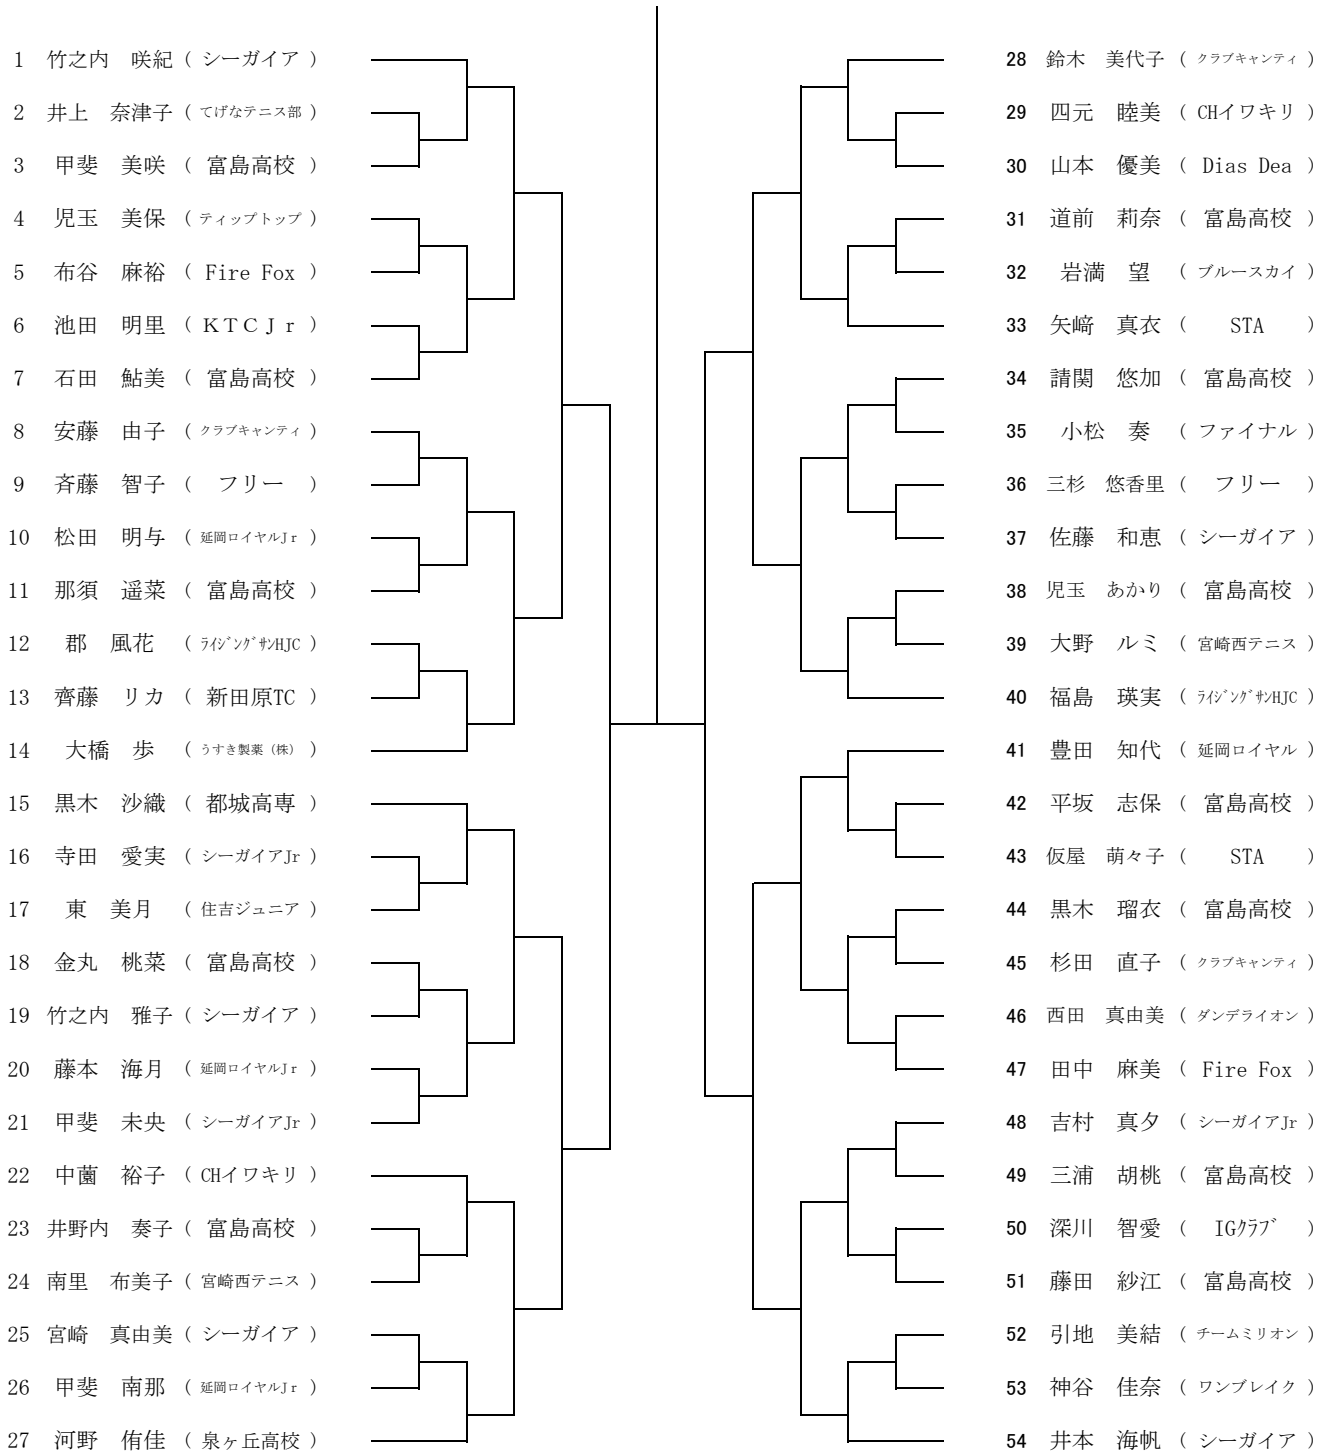 1 竹之内 咲紀 ( シーガイア )
2 井上 奈津子 ( てげなテニス部 )
3 甲斐 美咲 ( 富島高校 )
4 児玉 美保 ( ティップトップ )
5 布谷 麻裕 ( Fire Fox )
6 池田 明里 ( KTCJr )
7 石田 鮎美 ( 富島高校 )
8 安藤 由子 ( クラブキャンティ )
9 斉藤 智子 ( フリー )
10 松田 明与 ( 延岡ロイヤルJr )
11 那須 遥菜 ( 富島高校 )
12 郡 風花 ( ﾗｲｼﾞﾝｸﾞｻﾝHJC )
13 齊藤 リカ ( 新田原TC )
14 大橋 歩 ( うすき製薬（株） )
15 黒木 沙織 ( 都城高専 )
16 寺田 愛実 ( シーガイアJr )
17 東 美月 ( 住吉ジュニア )
18 金丸 桃菜 ( 富島高校 )
19 竹之内 雅子 ( シーガイア )
20 藤本 海月 ( 延岡ロイヤルJr )
21 甲斐 未央 ( シーガイアJr )
22 中薗 裕子 ( CHイワキリ )
23 井野内 奏子 ( 富島高校 )
24 南里 布美子 ( 宮崎西テニス )
25 宮崎 真由美 ( シーガイア )
26 甲斐 南那 ( 延岡ロイヤルJr )
27 河野 侑佳 ( 泉ヶ丘高校 )
28 鈴木 美代子 ( クラブキャンティ )
29 四元 睦美 ( CHイワキリ )
30 山本 優美 ( Dias Dea )
31 道前 莉奈 ( 富島高校 )
32 岩満 望 ( ブルースカイ )
33 矢﨑 真衣 ( STA )
34 請関 悠加 ( 富島高校 )
35 小松 奏 ( ファイナル )
36 三杉 悠香里 ( フリー )
37 佐藤 和恵 ( シーガイア )
38 児玉 あかり ( 富島高校 )
39 大野 ルミ ( 宮崎西テニス )
40 福島 瑛実 ( ﾗｲｼﾞﾝｸﾞｻﾝHJC )
41 豊田 知代 ( 延岡ロイヤル )
42 平坂 志保 ( 富島高校 )
43 仮屋 萌々子 ( STA )
44 黒木 瑠衣 ( 富島高校 )
45 杉田 直子 ( クラブキャンティ )
46 西田 真由美 ( ダンデライオン )
47 田中 麻美 ( Fire Fox )
48 吉村 真夕 ( シーガイアJr )
49 三浦 胡桃 ( 富島高校 )
50 深川 智愛 ( IGｸﾗﾌﾞ )
51 藤田 紗江 ( 富島高校 )
52 引地 美結 ( チームミリオン )
53 神谷 佳奈 ( ワンブレイク )
54 井本 海帆 ( シーガイア )